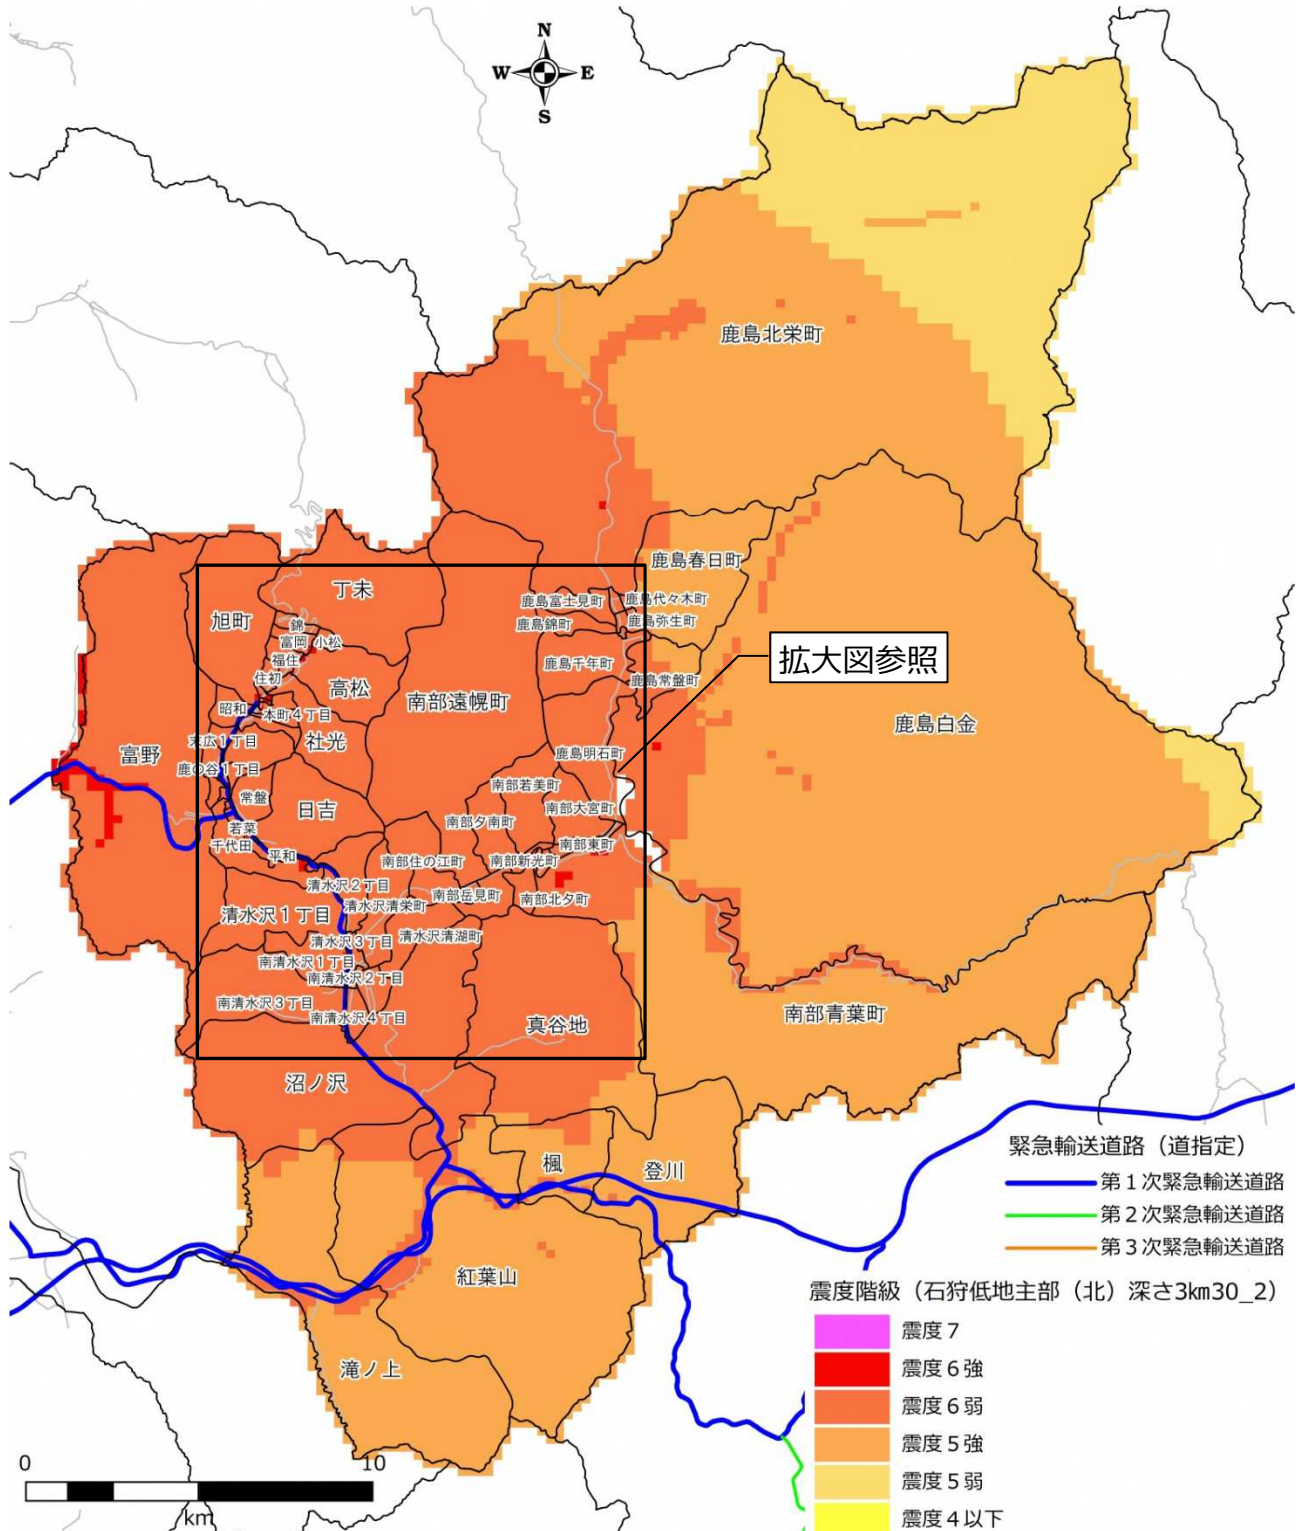 N
W E
S
鹿島北栄町
鹿島春日町
丁未
鹿島富士見町
鹿島代々木町
旭町
錦
鹿島錦町
鹿島弥生町
富岡
小松
福住
鹿島千年町
拡大図参照
住初
高松
鹿島常盤町
南部遠幌町
昭和
本町4丁目
鹿島白金
末広1丁目
社光
富野
鹿島明石町
鹿の谷1丁目
南部若美町
常盤
日吉
南部大宮町
若菜
南部夕南町
千代田
平和
南部東町
南部住の江町
南部新光町
清水沢2丁目
南部岳見町
南部北夕町
清水沢清栄町
清水沢1丁目
清水沢3丁目
清水沢清湖町
南清水沢1丁目
南清水沢2丁目
南清水沢3丁目
南部青葉町
南清水沢4丁目
真谷地
沼ノ沢
楓
登川
紅葉山
滝ノ上
緊急輸送道路（道指定）
第1次緊急輸送道路
第2次緊急輸送道路
第3次緊急輸送道路
震度階級（石狩低地主部（北）深さ3km30_2）
震度7
震度6強
震度6弱
震度5強
震度5弱
震度4以下
0 10
km